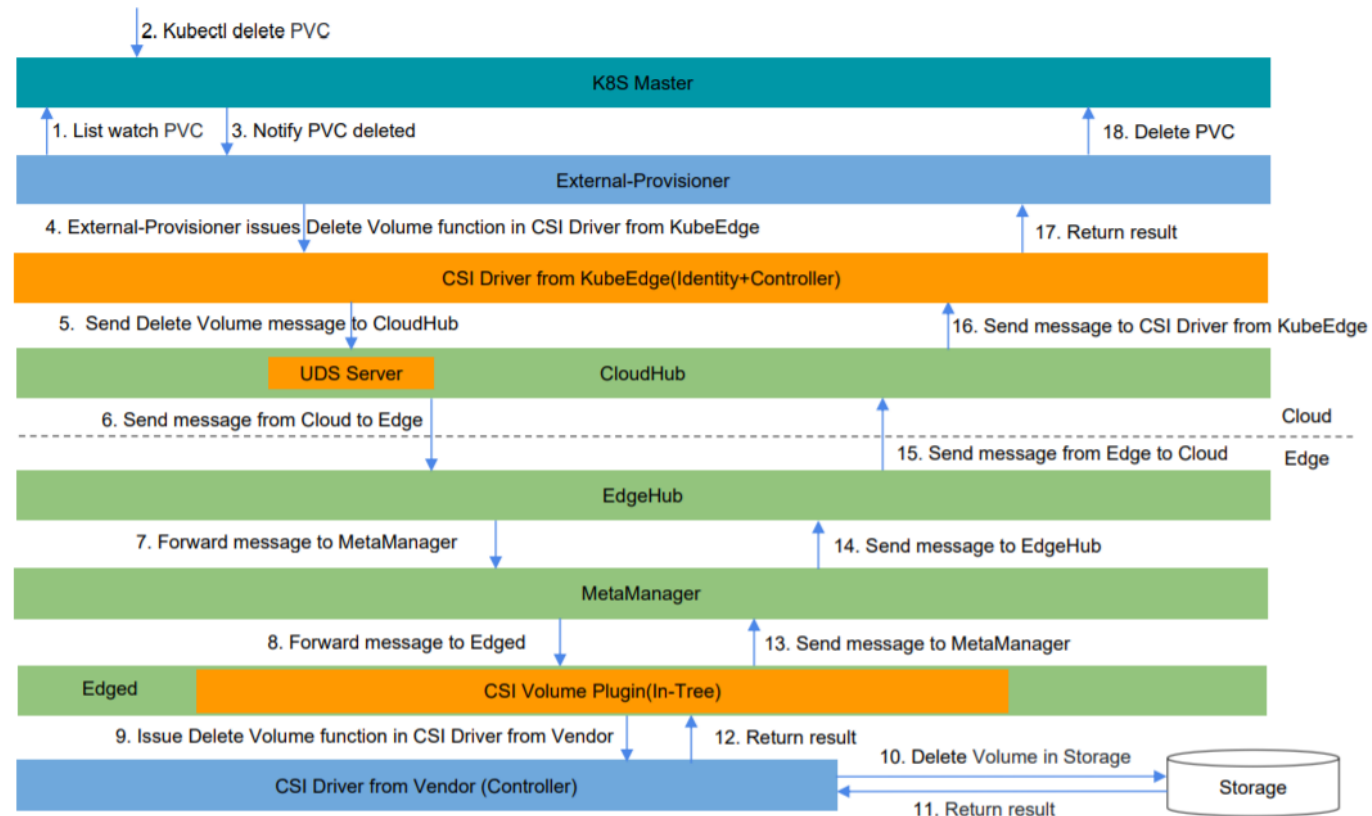 2. Kubectl delete PVC
K8S Master
1. List watch PVC
3. Notify PVC deleted
18. Delete PVC
External-Provisioner
4. External-Provisioner issues Delete Volume function in CSI Driver from KubeEdge
17. Return result
CSI Driver from KubeEdge(Identity+Controller)
5. Send Delete Volume message to CloudHub
16. Send message to CSI Driver from KubeEdge
UDS Server
CloudHub
6. Send message from Cloud to Edge
Cloud
15. Send message from Edge to Cloud
Edge
EdgeHub
7. Forward message to MetaManager
14. Send message to EdgeHub
MetaManager
8. Forward message to Edged
13. Send message to MetaManager
Edged
CSI Volume Plugin(In-Tree)
9. Issue Delete Volume function in CSI Driver from Vendor
12. Return result
10. Delete Volume in Storage
CSI Driver from Vendor (Controller)
Storage
11. Return result